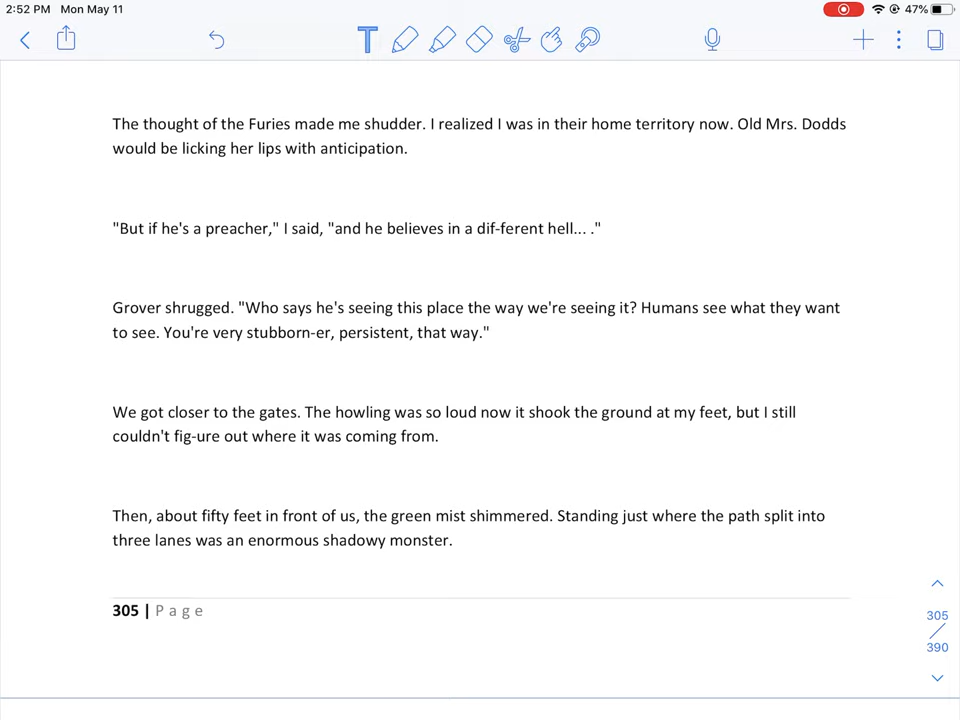 2:52 PM Mon May 11
47%
T
The thought of the Furies made me shudder. I realized I was in their home territory now. Old Mrs. Dodds
would be licking her lips with anticipation.
"But if he's a preacher," I said, "and he believes in a dif-ferent hell... ."
Grover shrugged. "Who says he's seeing this place the way we're seeing it? Humans see what they want
to see. You're very stubborn-er, persistent, that way."
We got closer to the gates. The howling was so loud now it shook the ground at my feet, but I still
couldn't fig-ure out where it was coming from.
Then, about fifty feet in front of us, the green mist shimmered. Standing just where the path split into
three lanes was an enormous shadowy monster.
305 | Page
305
390